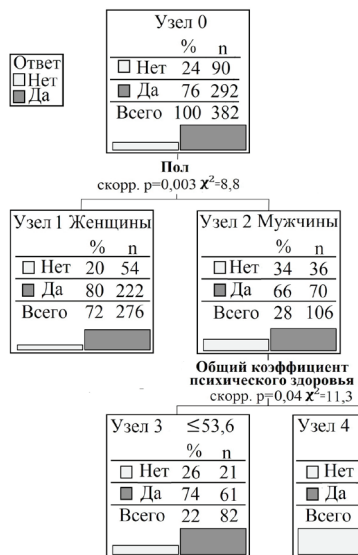 Узел 0
% n
Нет 24 90
Да 76 292
Всего 100 382
Ответ
Нет
Да
Пол
скорр. p=0,003 χ²=8,8
Узел 1 Женщины
% n
Нет 20 54
Да 80 222
Всего 72 276
Узел 2 Мужчины
% n
Нет 34 36
Да 66 70
Всего 28 106
Общий коэффициент
психического здоровья
скорр. p=0,04 χ²=11,3
Узел 3 ≤53,6
% n
Нет 26 21
Да 74 61
Всего 22 82
Узел 4
Нет
Да
Всего